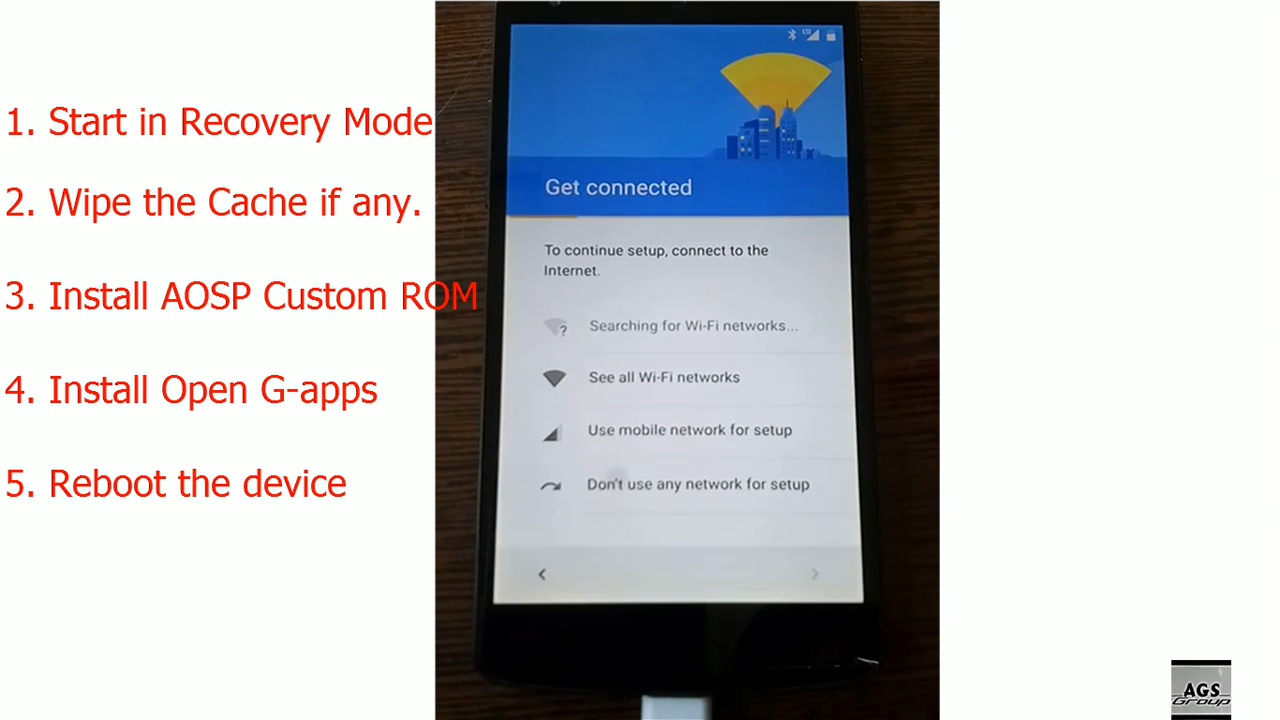 1. Start in Recovery Mode
2. Wipe the Cache if any.
3. Install AOSP Custom ROM
4. Install Open G-apps
5. Reboot the device
LTE
Get connected
To continue setup, connect to the
Internet.
?
Searching for Wi-Fi networks...
See all Wi-Fi networks
Use mobile network for setup
Don't use any network for setup
AGS
Group